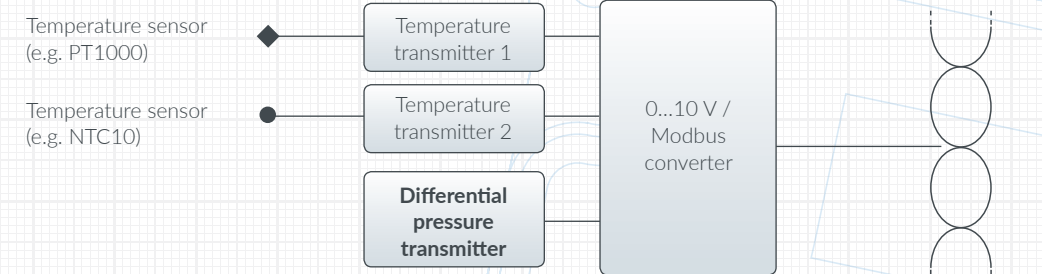 Temperature sensor
(e.g. PT1000)
Temperature
transmitter 1
Temperature sensor
(e.g. NTC10)
Temperature
transmitter 2
Differential
pressure
transmitter
0...10 V /
Modbus
converter